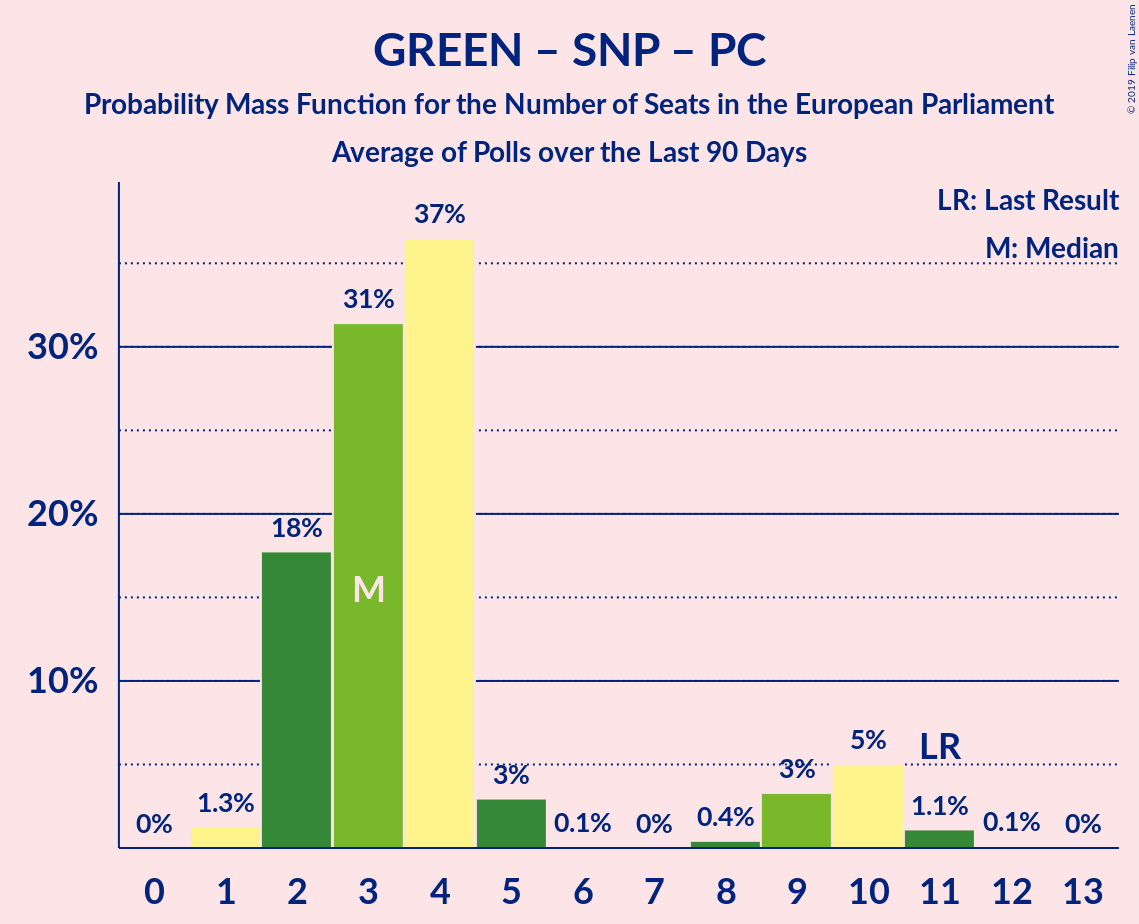 GREEN – SNP – PC
Probability Mass Function for the Number of Seats in the European Parliament
Average of Polls over the Last 90 Days
© 2019 Filip van Laenen
LR: Last Result
M: Median
30%
20%
10%
0%
1.3%
18%
31%
37%
3%
0.1%
0%
0.4%
3%
5%
1.1%
0.1%
0%
M
LR
0 1 2 3 4 5 6 7 8 9 10 11 12 13